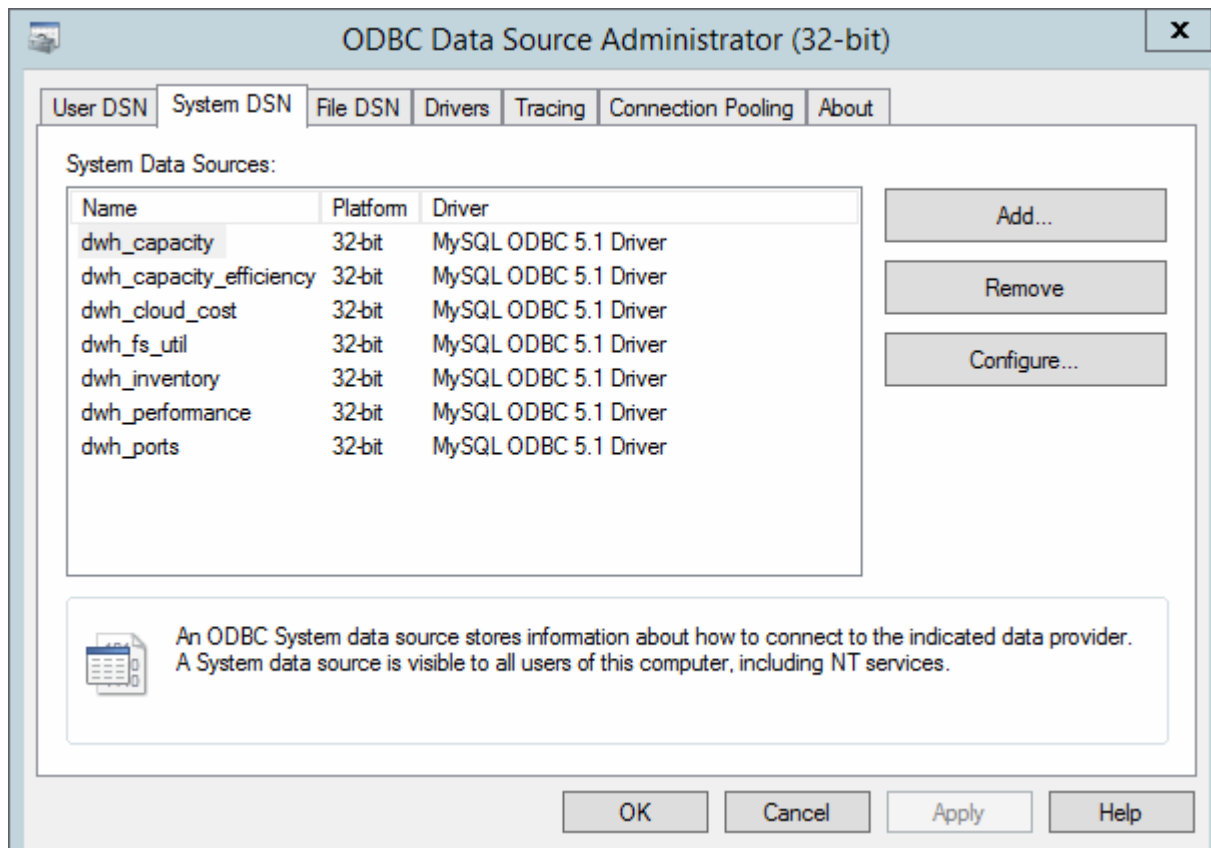 ODBC Data Source Administrator (32-bit)
x
User DSN System DSN File DSN Drivers Tracing Connection Pooling About
System Data Sources:
Name Platform Driver
dwh_capacity 32-bit MySQL ODBC 5.1 Driver
dwh_capacity_efficiency 32-bit MySQL ODBC 5.1 Driver
dwh_cloud_cost 32-bit MySQL ODBC 5.1 Driver
dwh_fs_util 32-bit MySQL ODBC 5.1 Driver
dwh_inventory 32-bit MySQL ODBC 5.1 Driver
dwh_performance 32-bit MySQL ODBC 5.1 Driver
dwh_ports 32-bit MySQL ODBC 5.1 Driver
Add...
Remove
Configure...
An ODBC System data source stores information about how to connect to the indicated data provider.
A System data source is visible to all users of this computer, including NT services.
OK Cancel Apply Help